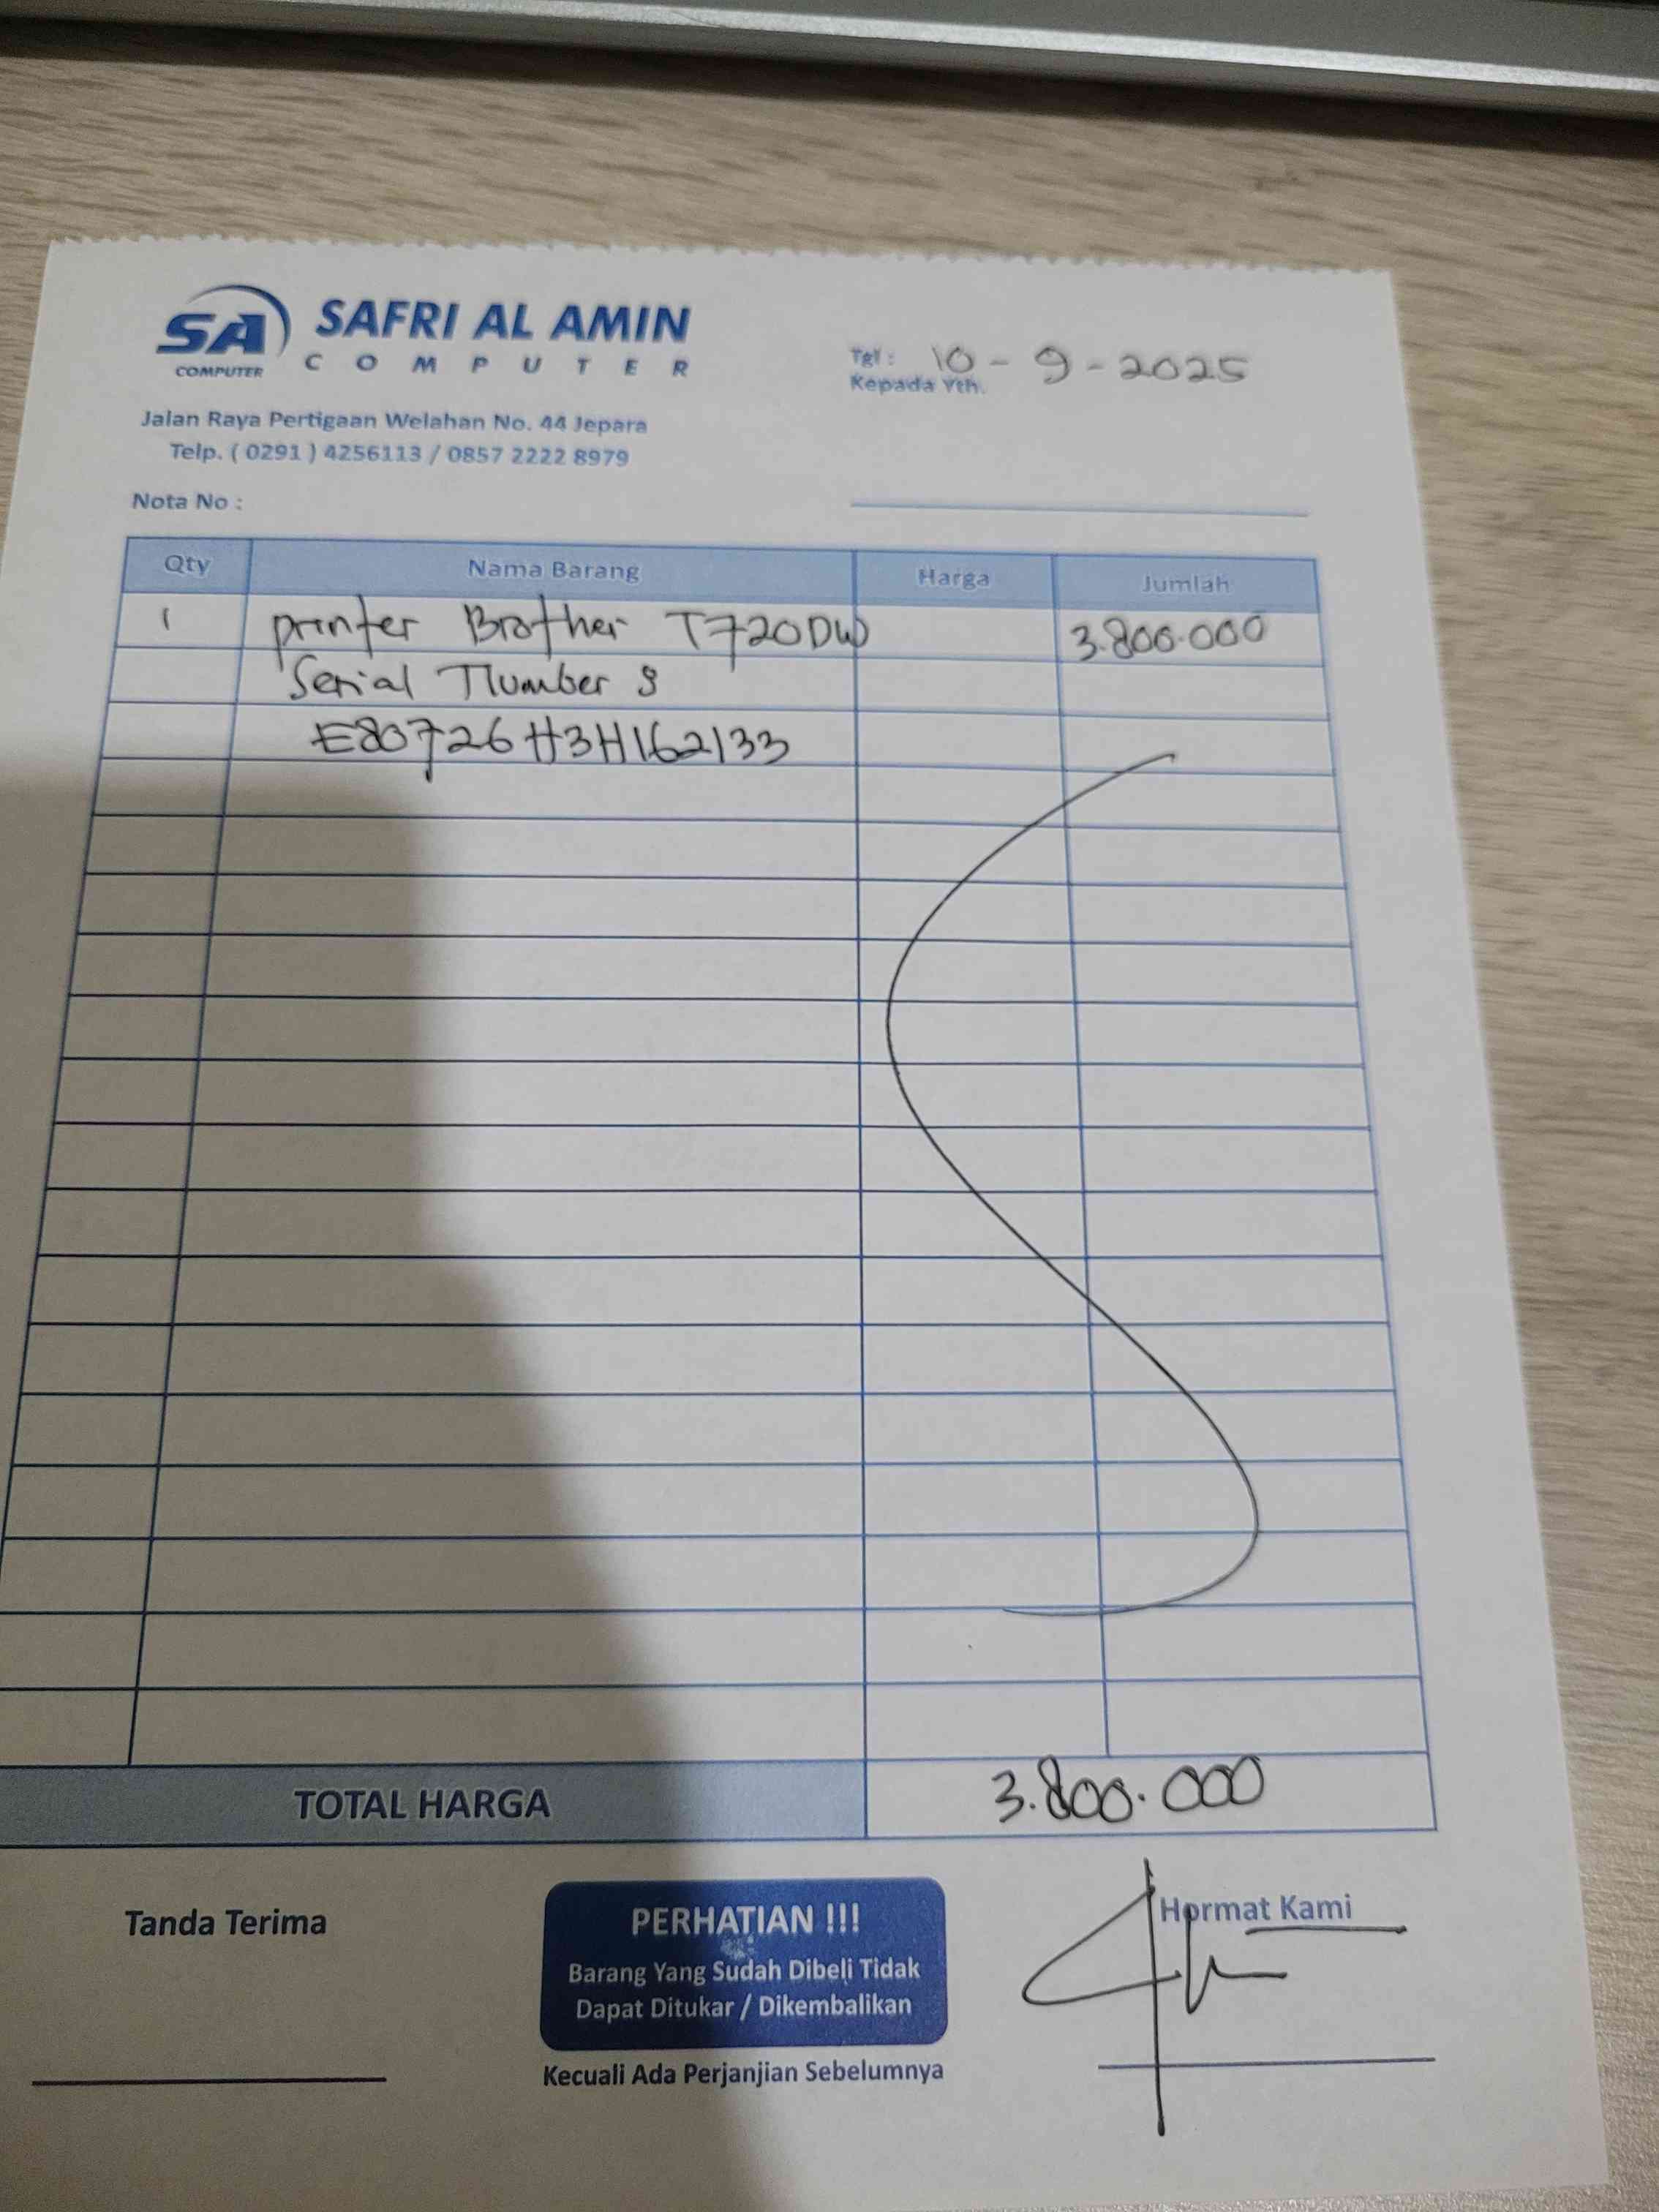 SA COMPUTER
SAFRI AL AMIN
COMPUTER
Jalan Raya Pertigaan Welahan No. 44 Jepara
Telp. ( 0291 ) 4256113 / 0857 2222 8979
Tgl : 10 - 9 - 2025
Kepada Yth.
Nota No :
Qty Nama Barang Harga Jumlah
1 printer Brother T720DW 3.800.000
Serial Number :
E80726H3H162133
TOTAL HARGA 3.800.000
Tanda Terima
PERHATIAN !!!
Barang Yang Sudah Dibeli Tidak
Dapat Ditukar / Dikembalikan
Kecuali Ada Perjanjian Sebelumnya
Hormat Kami